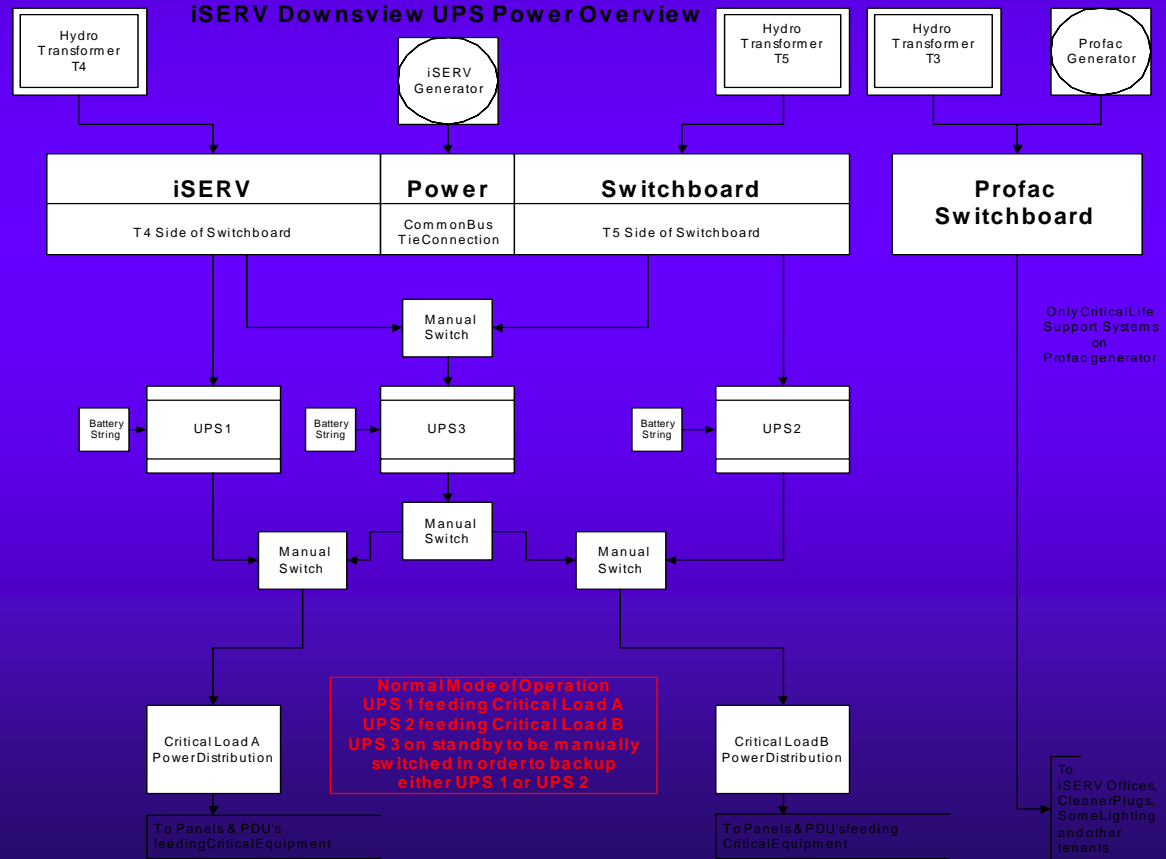 iSERV Downsview UPS Power Overview
Hydro
Transformer
T4
iSERV
Generator
Hydro
Transformer
T5
Hydro
Transformer
T3
Profac
Generator
iSERV
Power
Switchboard
T4 Side of Switchboard
Common Bus
Tie Connection
T5 Side of Switchboard
Profac
Switchboard
Manual
Switch
Only Critical Life
Support Systems
on
Profac generator
Battery
String
UPS1
Battery
String
UPS3
Battery
String
UPS2
Manual
Switch
Manual
Switch
Manual
Switch
Normal Mode of Operation
UPS 1 feeding Critical Load A
UPS 2 feeding Critical Load B
UPS 3 on standby to be manually
switched in order to backup
either UPS 1 or UPS 2
Critical Load A
Power Distribution
Critical Load B
Power Distribution
To Panels & PDU's
feeding Critical Equipment
To Panels & PDU's feeding
Critical Equipment
To
iSERV Offices,
Cleaner Plugs,
Some Lighting
and other
tenants